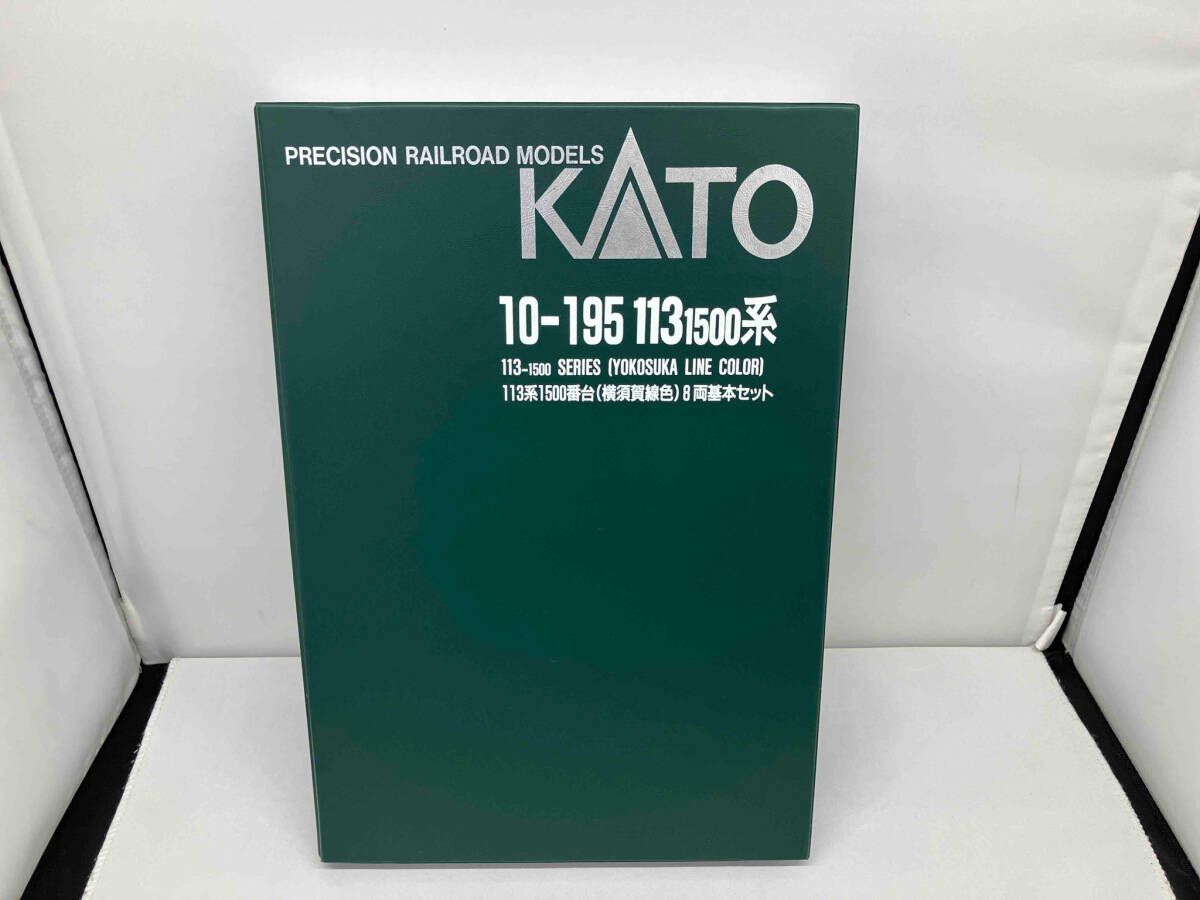 PRECISION RAILROAD MODELS
KATO
10-195 113 1500系
113-1500 SERIES (YOKOSUKA LINE COLOR)
113系1500番台(横須賀線色)8両基本セット